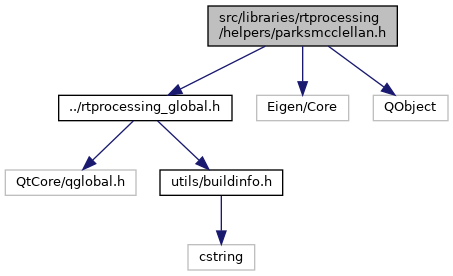 src/libraries/rtprocessing
/helpers/parksmcclellan.h
../rtprocessing_global.h
Eigen/Core
QObject
QtCore/qglobal.h
utils/buildinfo.h
cstring